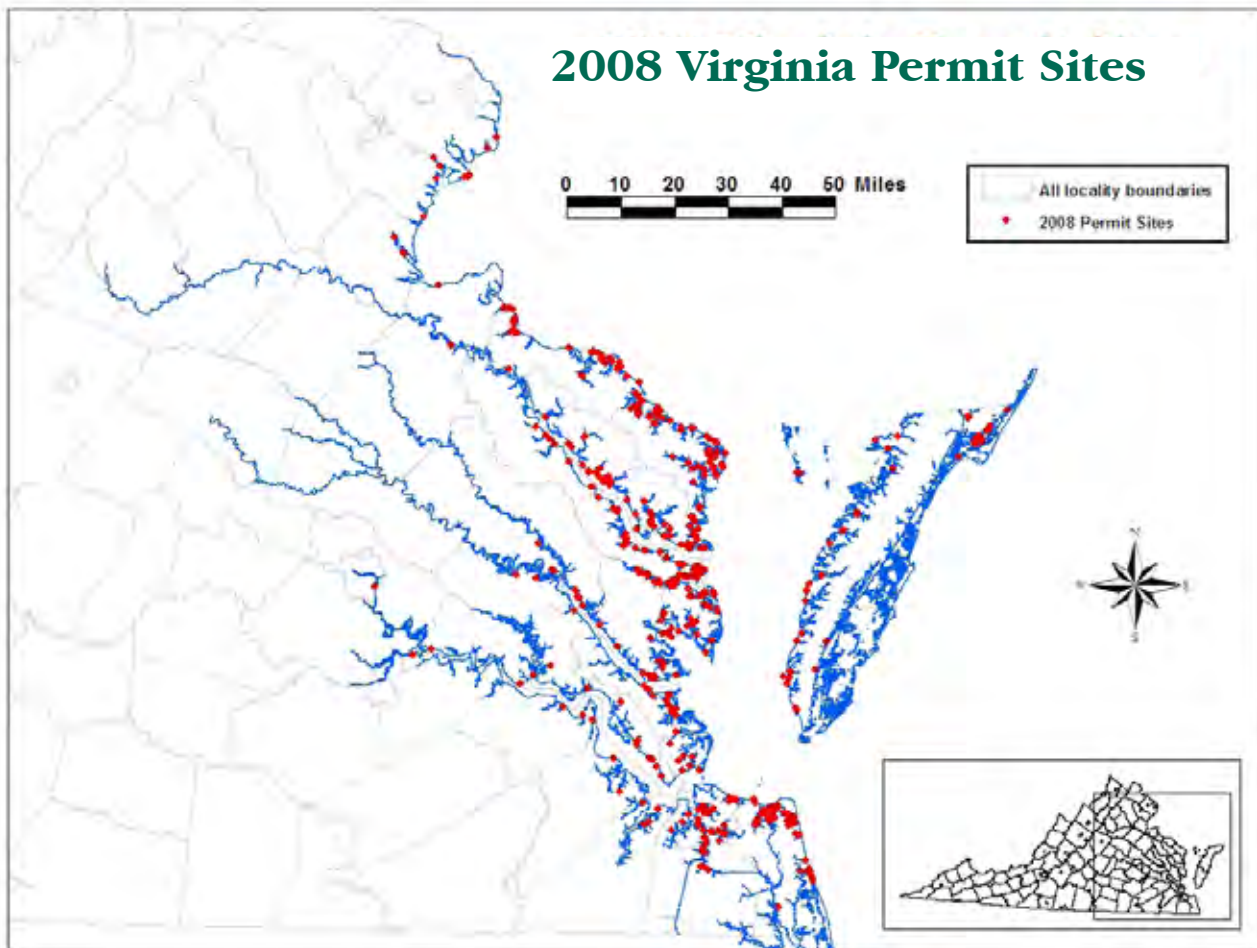 2008 Virginia Permit Sites
0 10 20 30 40 50 Miles
All locality boundaries
2008 Permit Sites
N
S